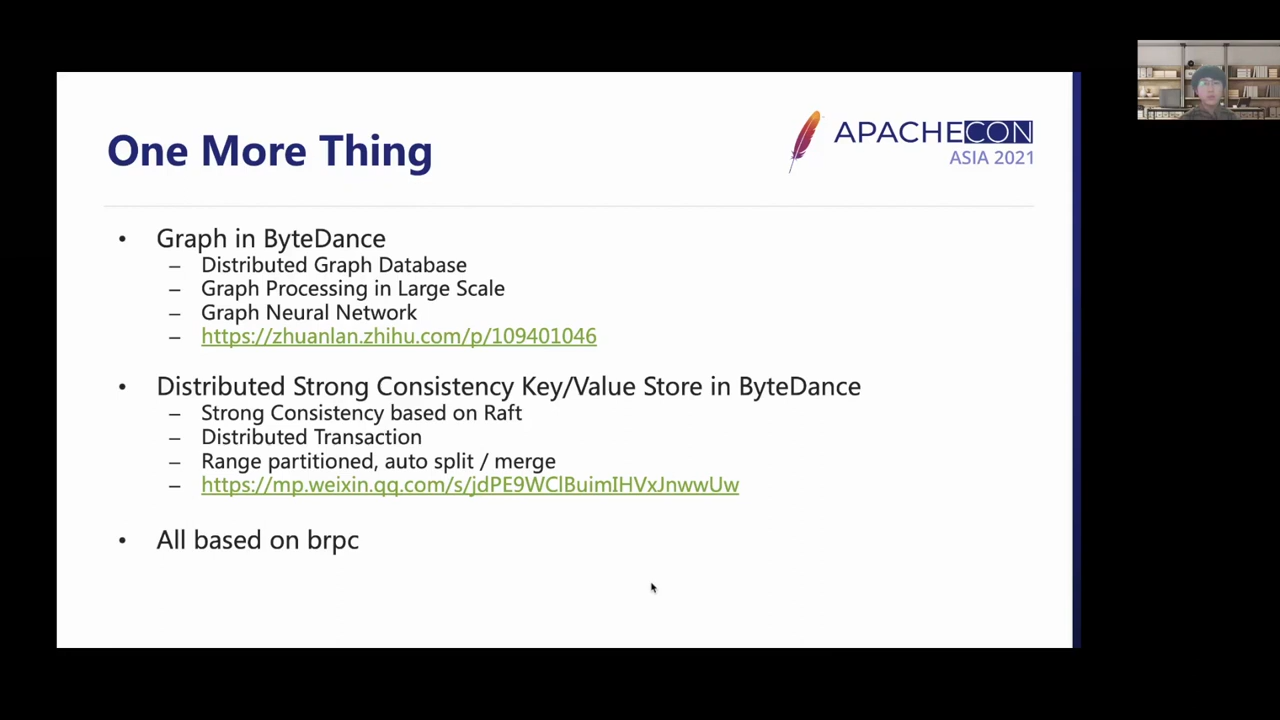 One More Thing
APACHECON
ASIA 2021
• Graph in ByteDance
– Distributed Graph Database
– Graph Processing in Large Scale
– Graph Neural Network
– https://zhuanlan.zhihu.com/p/109401046
• Distributed Strong Consistency Key/Value Store in ByteDance
– Strong Consistency based on Raft
– Distributed Transaction
– Range partitioned, auto split / merge
– https://mp.weixin.qq.com/s/jdPE9WClBuimIHVxJnwwUw
• All based on brpc